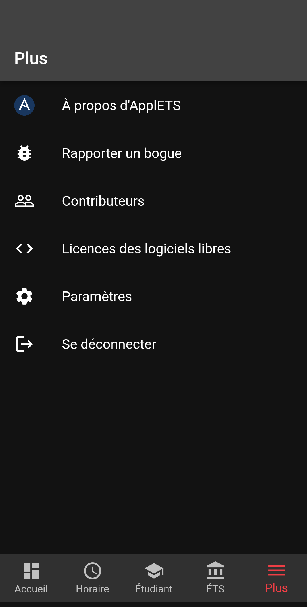 Plus
À propos d'ApplETS
Rapporter un bogue
Contributeurs
Licences des logiciels libres
Paramètres
Se déconnecter
Accueil
Horaire
Étudiant
ÉTS
Plus